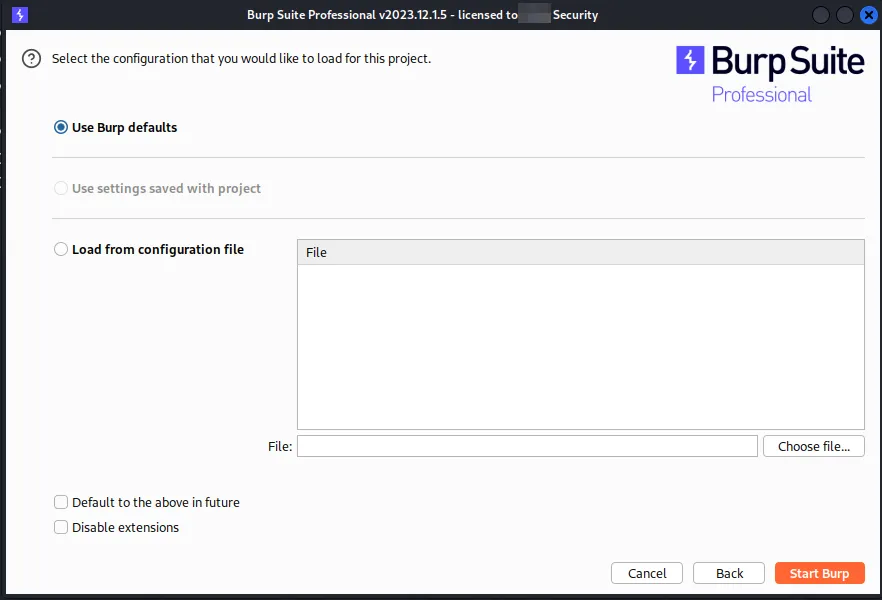 Burp Suite Professional v2023.12.1.5 - licensed to Security
Select the configuration that you would like to load for this project.
Burp Suite
Professional
Use Burp defaults
Use settings saved with project
Load from configuration file
File
File:
Choose file...
Default to the above in future
Disable extensions
Cancel
Back
Start Burp